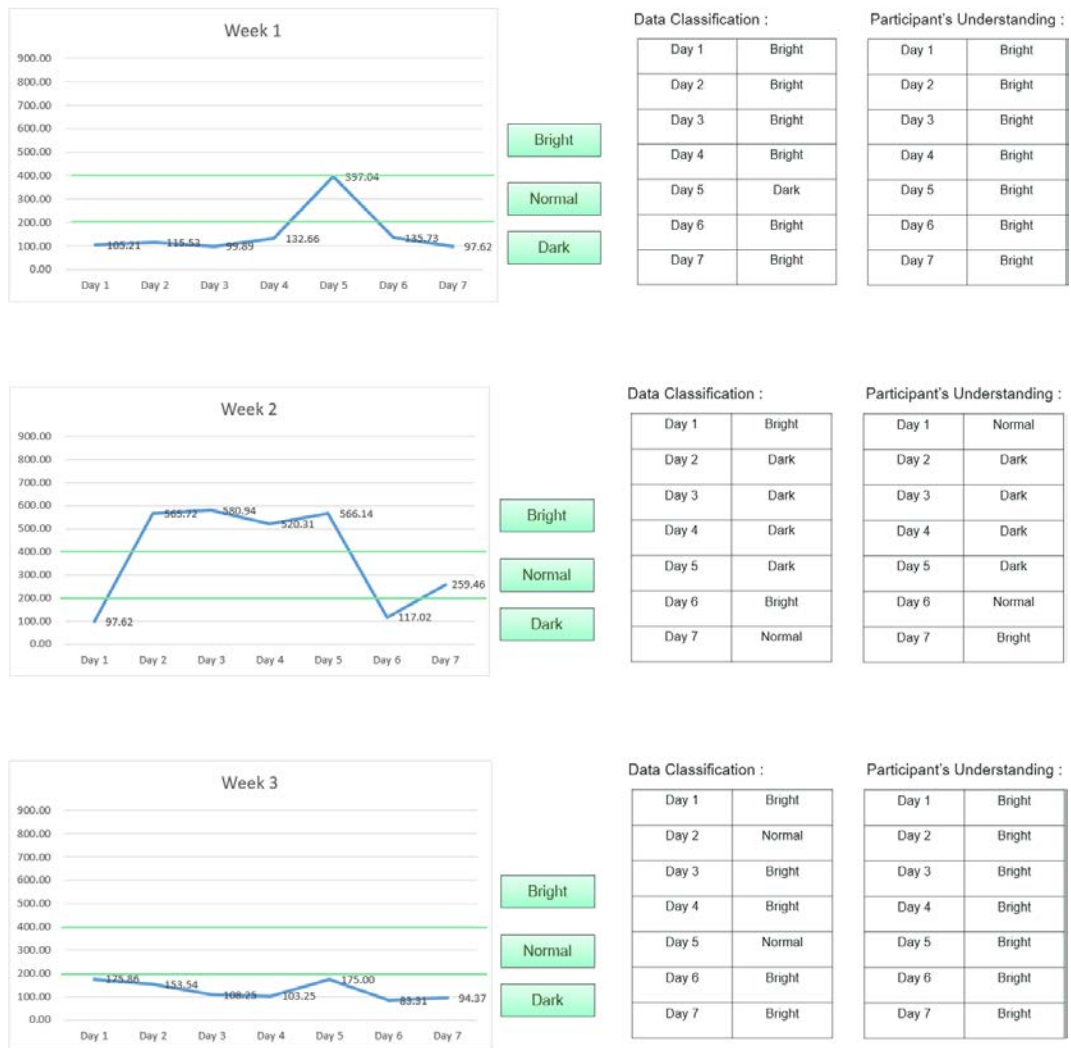 Week 1
900.00
800.00
700.00
600.00
500.00
400.00
300.00
200.00
100.00
0.00
105.21
115.53
99.89
132.66
397.04
135.73
97.62
Day 1 Day 2 Day 3 Day 4 Day 5 Day 6 Day 7
Bright
Normal
Dark
Data Classification :
Day 1 Bright
Day 2 Bright
Day 3 Bright
Day 4 Bright
Day 5 Dark
Day 6 Bright
Day 7 Bright
Participant's Understanding :
Day 1 Bright
Day 2 Bright
Day 3 Bright
Day 4 Bright
Day 5 Bright
Day 6 Bright
Day 7 Bright
Week 2
900.00
800.00
700.00
600.00
500.00
400.00
300.00
200.00
100.00
0.00
97.62
565.72
580.94
520.31
566.14
117.02
259.46
Day 1 Day 2 Day 3 Day 4 Day 5 Day 6 Day 7
Bright
Normal
Dark
Data Classification :
Day 1 Bright
Day 2 Dark
Day 3 Dark
Day 4 Dark
Day 5 Dark
Day 6 Bright
Day 7 Normal
Participant's Understanding :
Day 1 Normal
Day 2 Dark
Day 3 Dark
Day 4 Dark
Day 5 Dark
Day 6 Normal
Day 7 Bright
Week 3
900.00
800.00
700.00
600.00
500.00
400.00
300.00
200.00
100.00
0.00
175.86
153.54
108.25
103.25
175.00
83.31
94.37
Day 1 Day 2 Day 3 Day 4 Day 5 Day 6 Day 7
Bright
Normal
Dark
Data Classification :
Day 1 Bright
Day 2 Normal
Day 3 Bright
Day 4 Bright
Day 5 Normal
Day 6 Bright
Day 7 Bright
Participant's Understanding :
Day 1 Bright
Day 2 Bright
Day 3 Bright
Day 4 Bright
Day 5 Bright
Day 6 Bright
Day 7 Bright